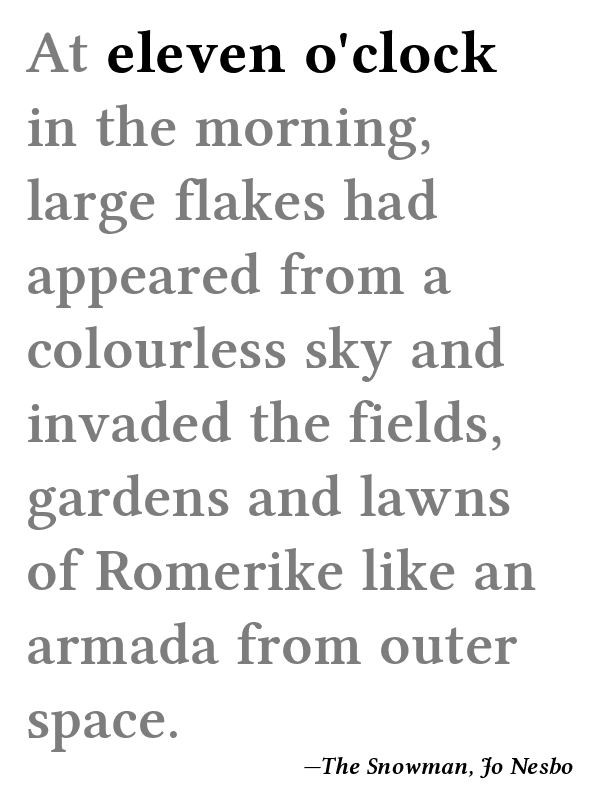 At eleven o'clock
in the morning,
large flakes had
appeared from a
colourless sky and
invaded the fields,
gardens and lawns
of Romerike like an
armada from outer
space.
—The Snowman, Jo Nesbo